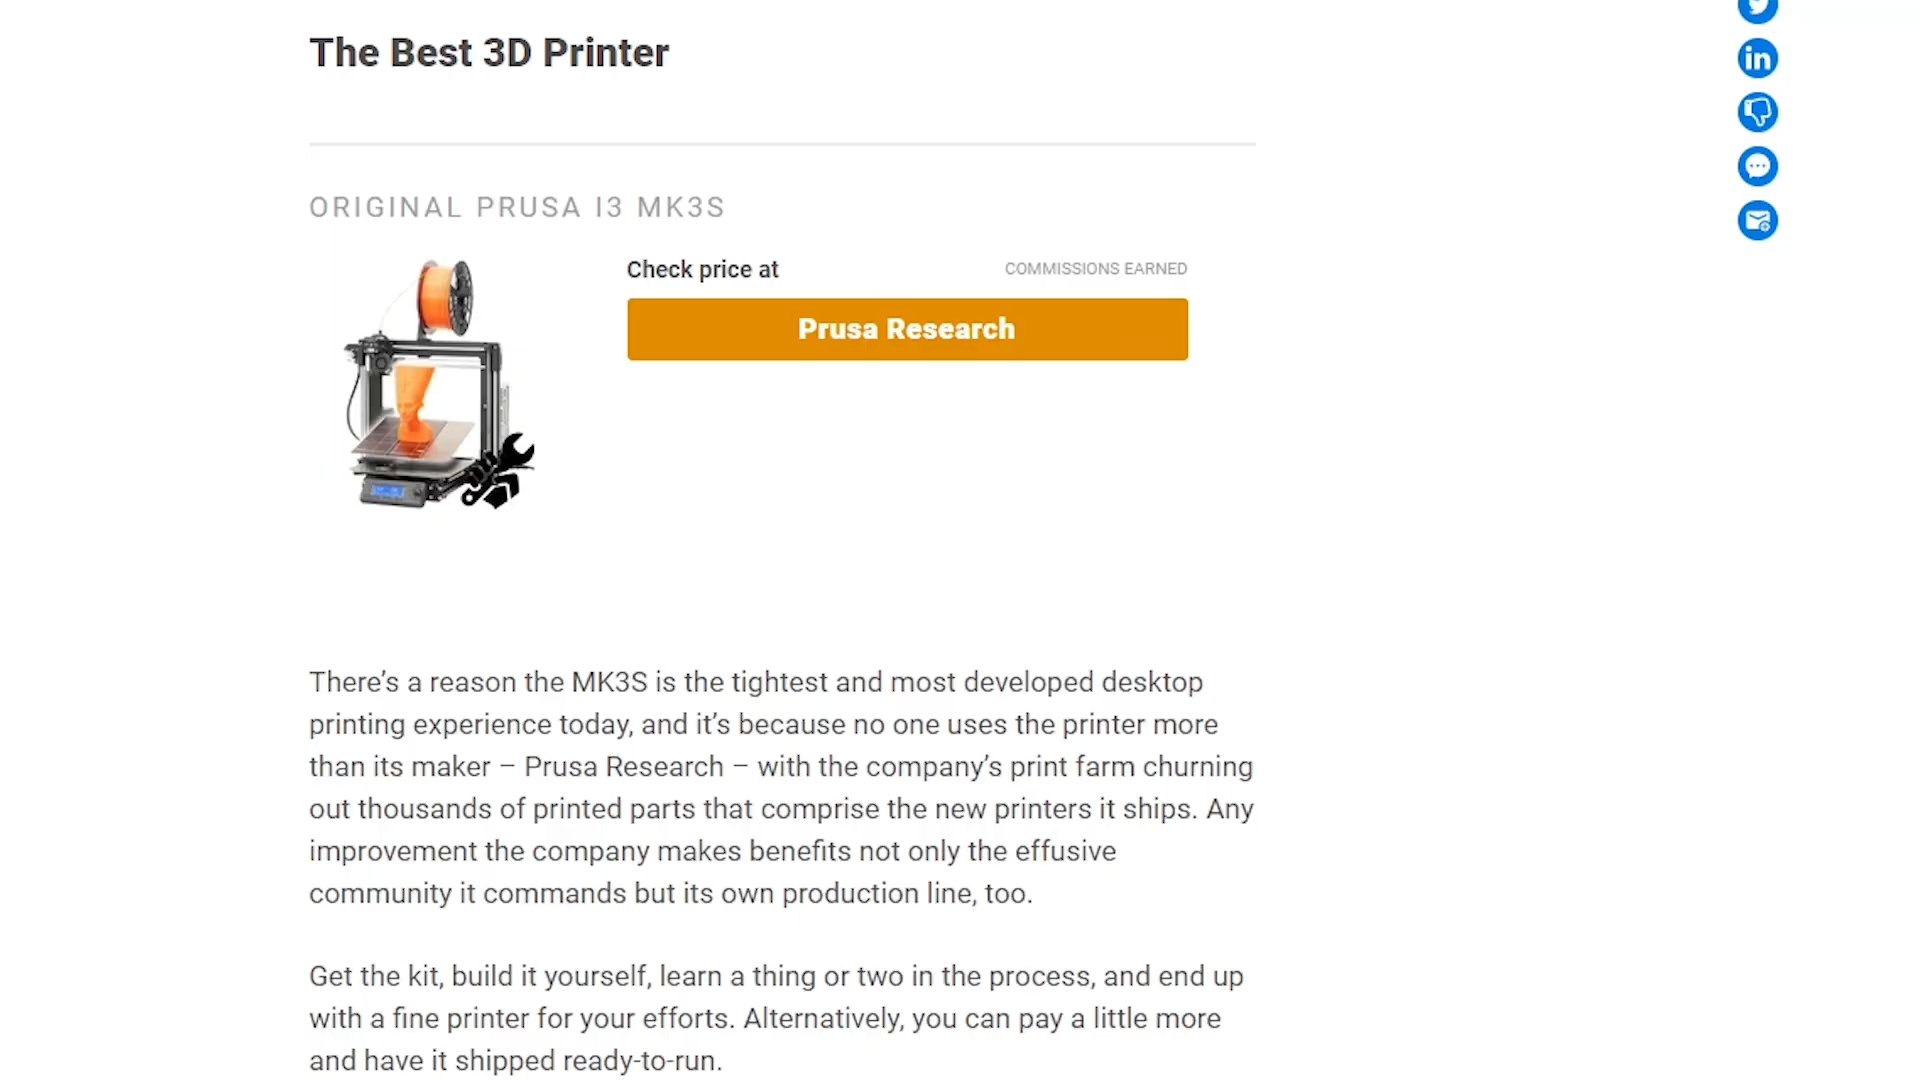 The Best 3D Printer
ORIGINAL PRUSA I3 MK3S
Check price at
COMMISSIONS EARNED
Prusa Research
There’s a reason the MK3S is the tightest and most developed desktop
printing experience today, and it’s because no one uses the printer more
than its maker – Prusa Research – with the company’s print farm churning
out thousands of printed parts that comprise the new printers it ships. Any
improvement the company makes benefits not only the effusive
community it commands but its own production line, too.
Get the kit, build it yourself, learn a thing or two in the process, and end up
with a fine printer for your efforts. Alternatively, you can pay a little more
and have it shipped ready-to-run.